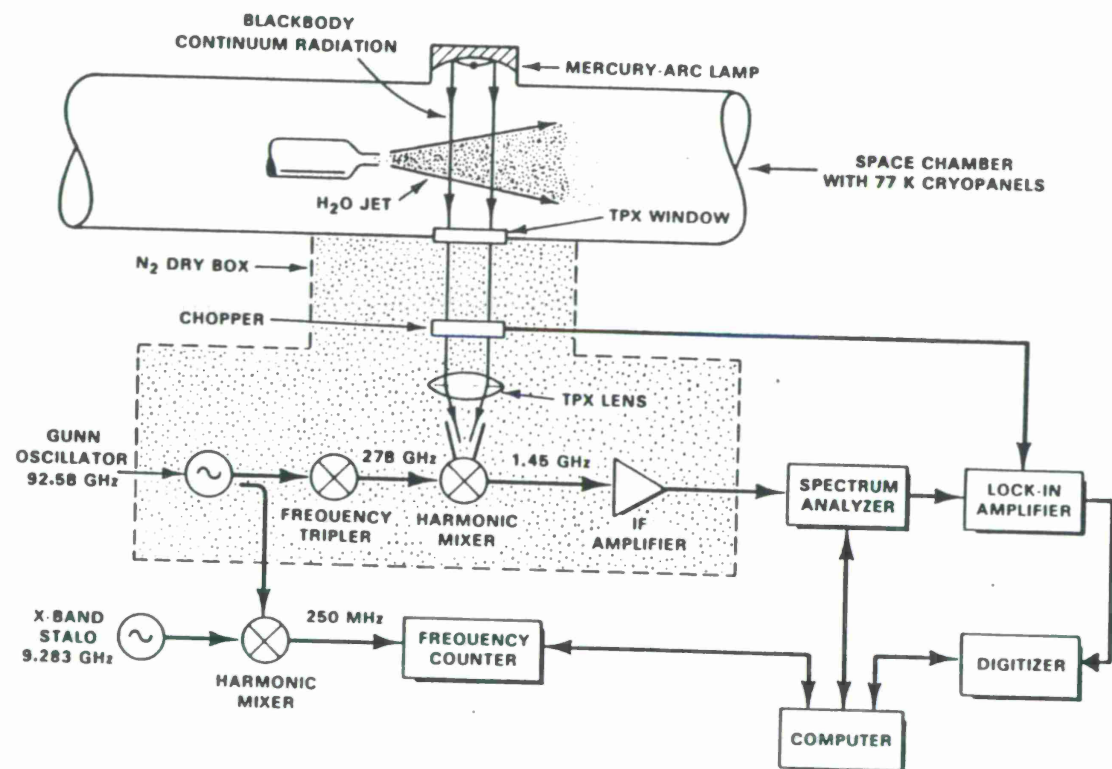 BLACKBODY
CONTINUUM RADIATION
MERCURY-ARC LAMP
SPACE CHAMBER
WITH 77 K CRYOPANELS
H2O JET
TPX WINDOW
N2 DRY BOX
CHOPPER
TPX LENS
GUNN
OSCILLATOR
92.58 GHz
278 GHz
1.45 GHz
FREQUENCY
TRIPLER
HARMONIC
MIXER
IF
AMPLIFIER
SPECTRUM
ANALYZER
LOCK-IN
AMPLIFIER
X-BAND
STALO
9.283 GHz
250 MHz
HARMONIC
MIXER
FREQUENCY
COUNTER
DIGITIZER
COMPUTER